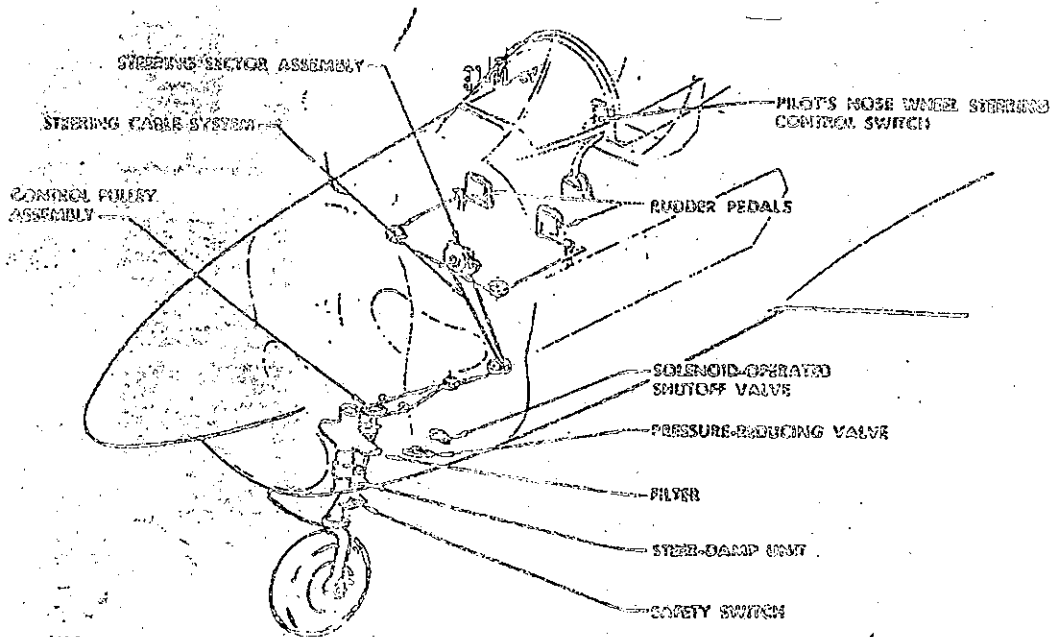 STEERING SECTOR ASSEMBLY
STEERING CABLE SYSTEM
CONTROL PULLEY
ASSEMBLY
PILOT'S NOSE WHEEL STEERING
CONTROL SWITCH
RUDDER PEDALS
SOLENOID-OPERATED
SHUTOFF VALVE
PRESSURE-REDUCING VALVE
FILTER
STEER-DAMP UNIT
SAFETY SWITCH